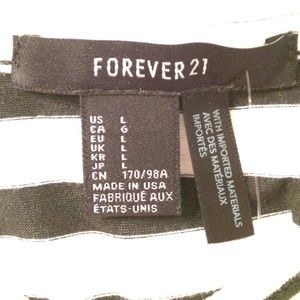 FOREVER 21
US L
CA G
EU L
UK L
KR L
JP L
CN 170/98A
MADE IN USA
FABRIQUÉ AUX
ÉTATS-UNIS
WITH IMPORTED MATERIALS
AVEC DES MATÉRIAUX
IMPORTÉS